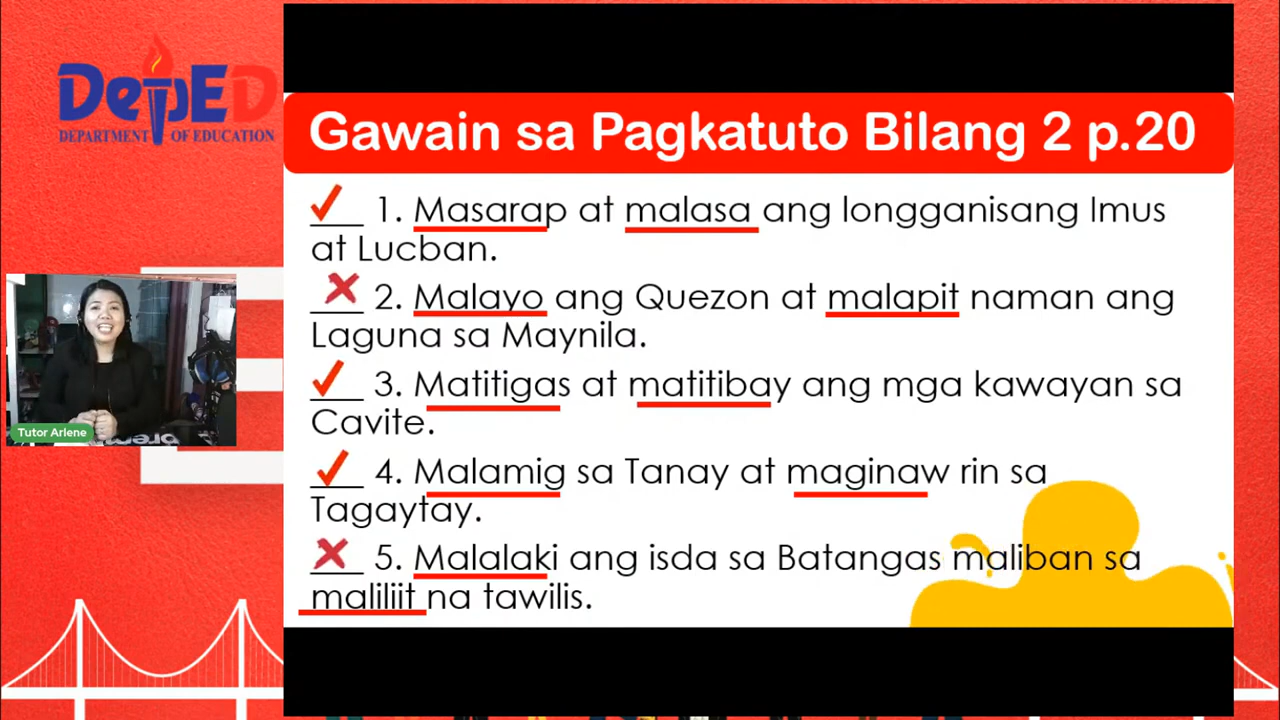 DepED
DEPARTMENT OF EDUCATION
Gawain sa Pagkatuto Bilang 2 p.20
___ 1. Masarap at malasa ang longganisang Imus
at Lucban.
___ 2. Malayo ang Quezon at malapit naman ang
Laguna sa Maynila.
___ 3. Matitigas at matitibay ang mga kawayan sa
Cavite.
___ 4. Malamig sa Tanay at maginaw rin sa
Tagaytay.
___ 5. Malalaki ang isda sa Batangas maliban sa
maliliit na tawilis.
Tutor Arlene